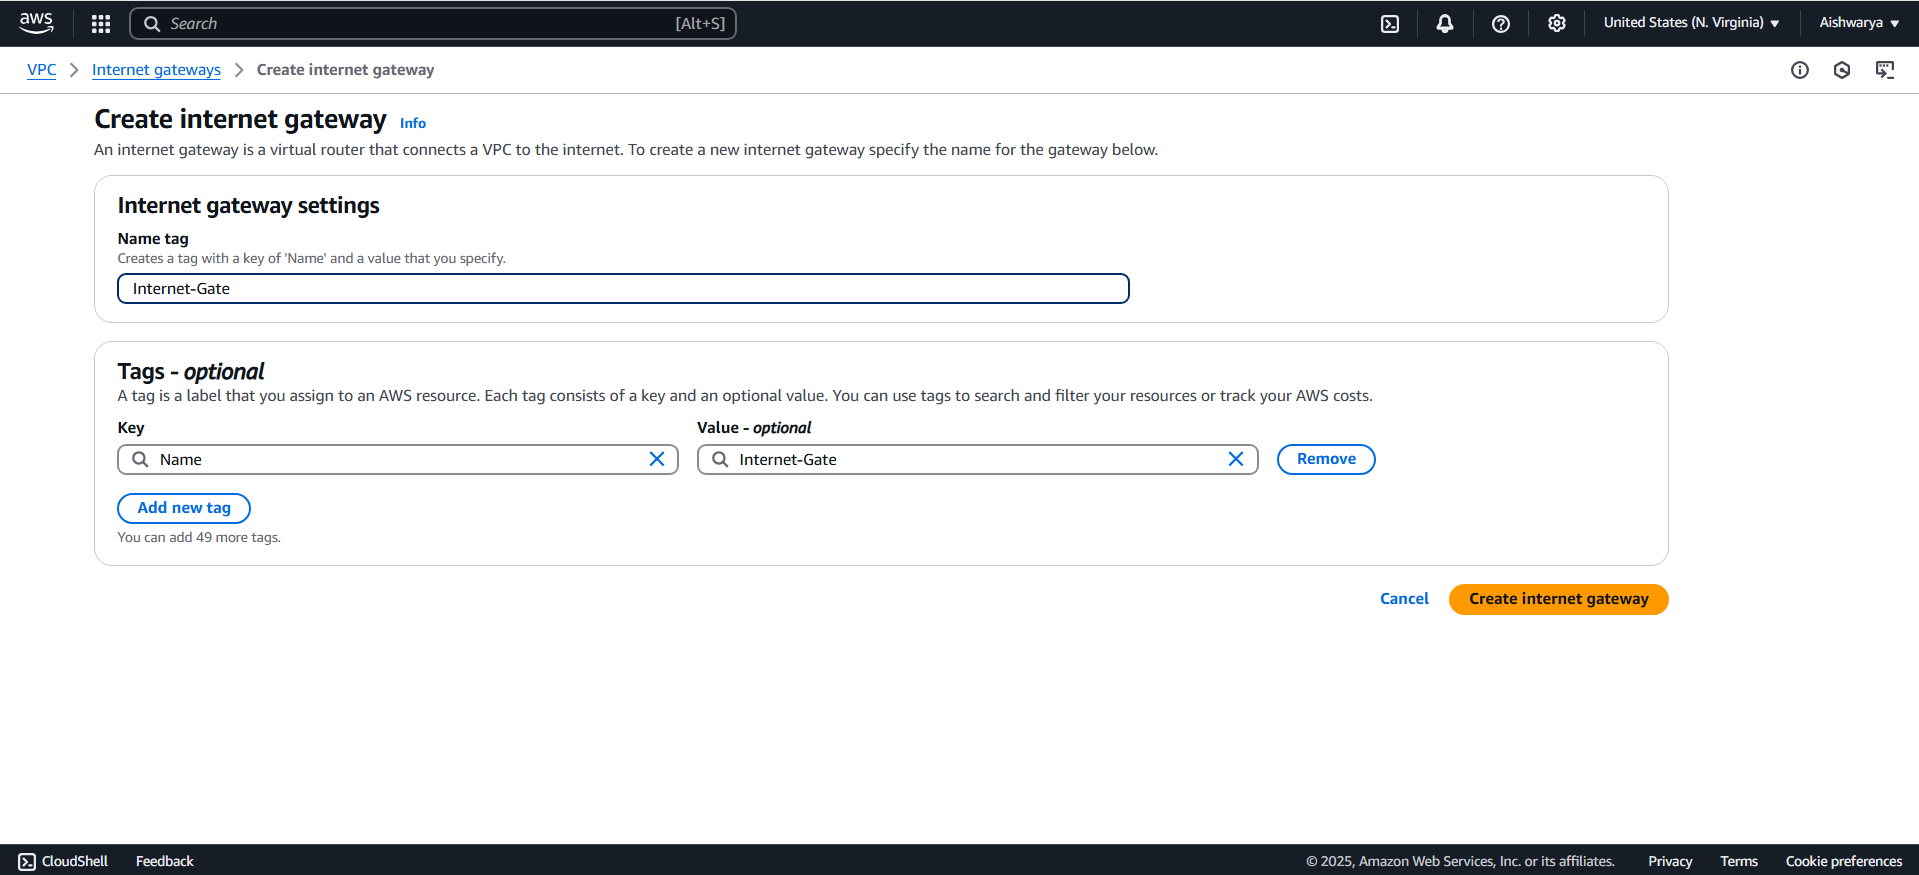 aws Search [Alt+S] United States (N. Virginia) Aishwarya
VPC Internet gateways Create internet gateway
Create internet gateway Info
An internet gateway is a virtual router that connects a VPC to the internet. To create a new internet gateway specify the name for the gateway below.
Internet gateway settings
Name tag
Creates a tag with a key of 'Name' and a value that you specify.
Internet-Gate
Tags - optional
A tag is a label that you assign to an AWS resource. Each tag consists of a key and an optional value. You can use tags to search and filter your resources or track your AWS costs.
Key Value - optional
Name Internet-Gate Remove
Add new tag
You can add 49 more tags.
Cancel Create internet gateway
CloudShell Feedback © 2025, Amazon Web Services, Inc. or its affiliates. Privacy Terms Cookie preferences